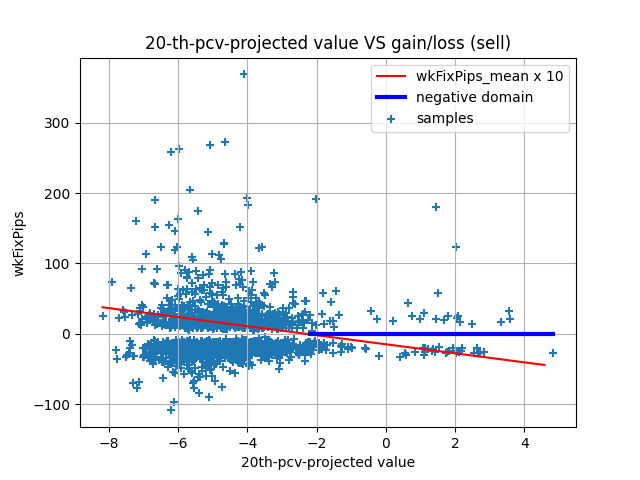 20-th-pcv-projected value VS gain/loss (sell)
wkFixPips_mean x 10
negative domain
samples
300
200
100
0
−100
wkFixPips
−8 −6 −4 −2 0 2 4
20th-pcv-projected value